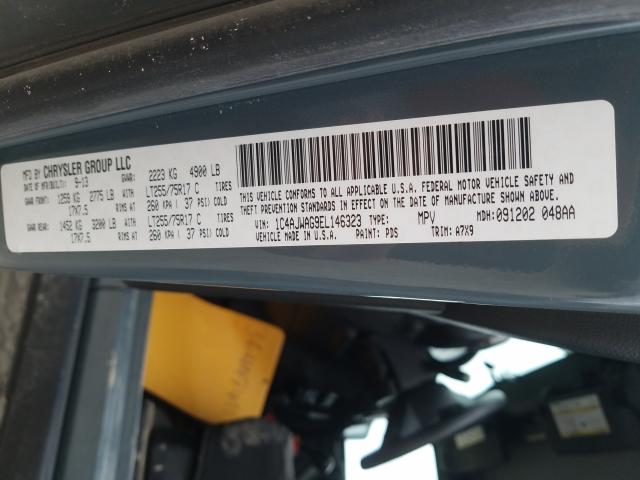 MFD BY CHRYSLER GROUP LLC
DATE OF MFR 9-13 GVWR: 2223 KG 4900 LB
GAWR FRONT: 1259 KG 2775 LB WITH LT255/75R17 C TIRES
17X7.5 RIMS AT 260 KPA ( 37 PSI) COLD
GAWR REAR: 1452 KG 3200 LB WITH LT255/75R17 C TIRES
17X7.5 RIMS AT 260 KPA ( 37 PSI) COLD
THIS VEHICLE CONFORMS TO ALL APPLICABLE U.S.A. FEDERAL MOTOR VEHICLE SAFETY, AND
THEFT PREVENTION STANDARDS IN EFFECT ON THE DATE OF MANUFACTURE SHOWN ABOVE.
VIN: 1C4AJWAG9EL146323 TYPE: MPV MDH: 091202 048AA
VEHICLE MADE IN U.S.A. PAINT: PDS TRIM: A7X9